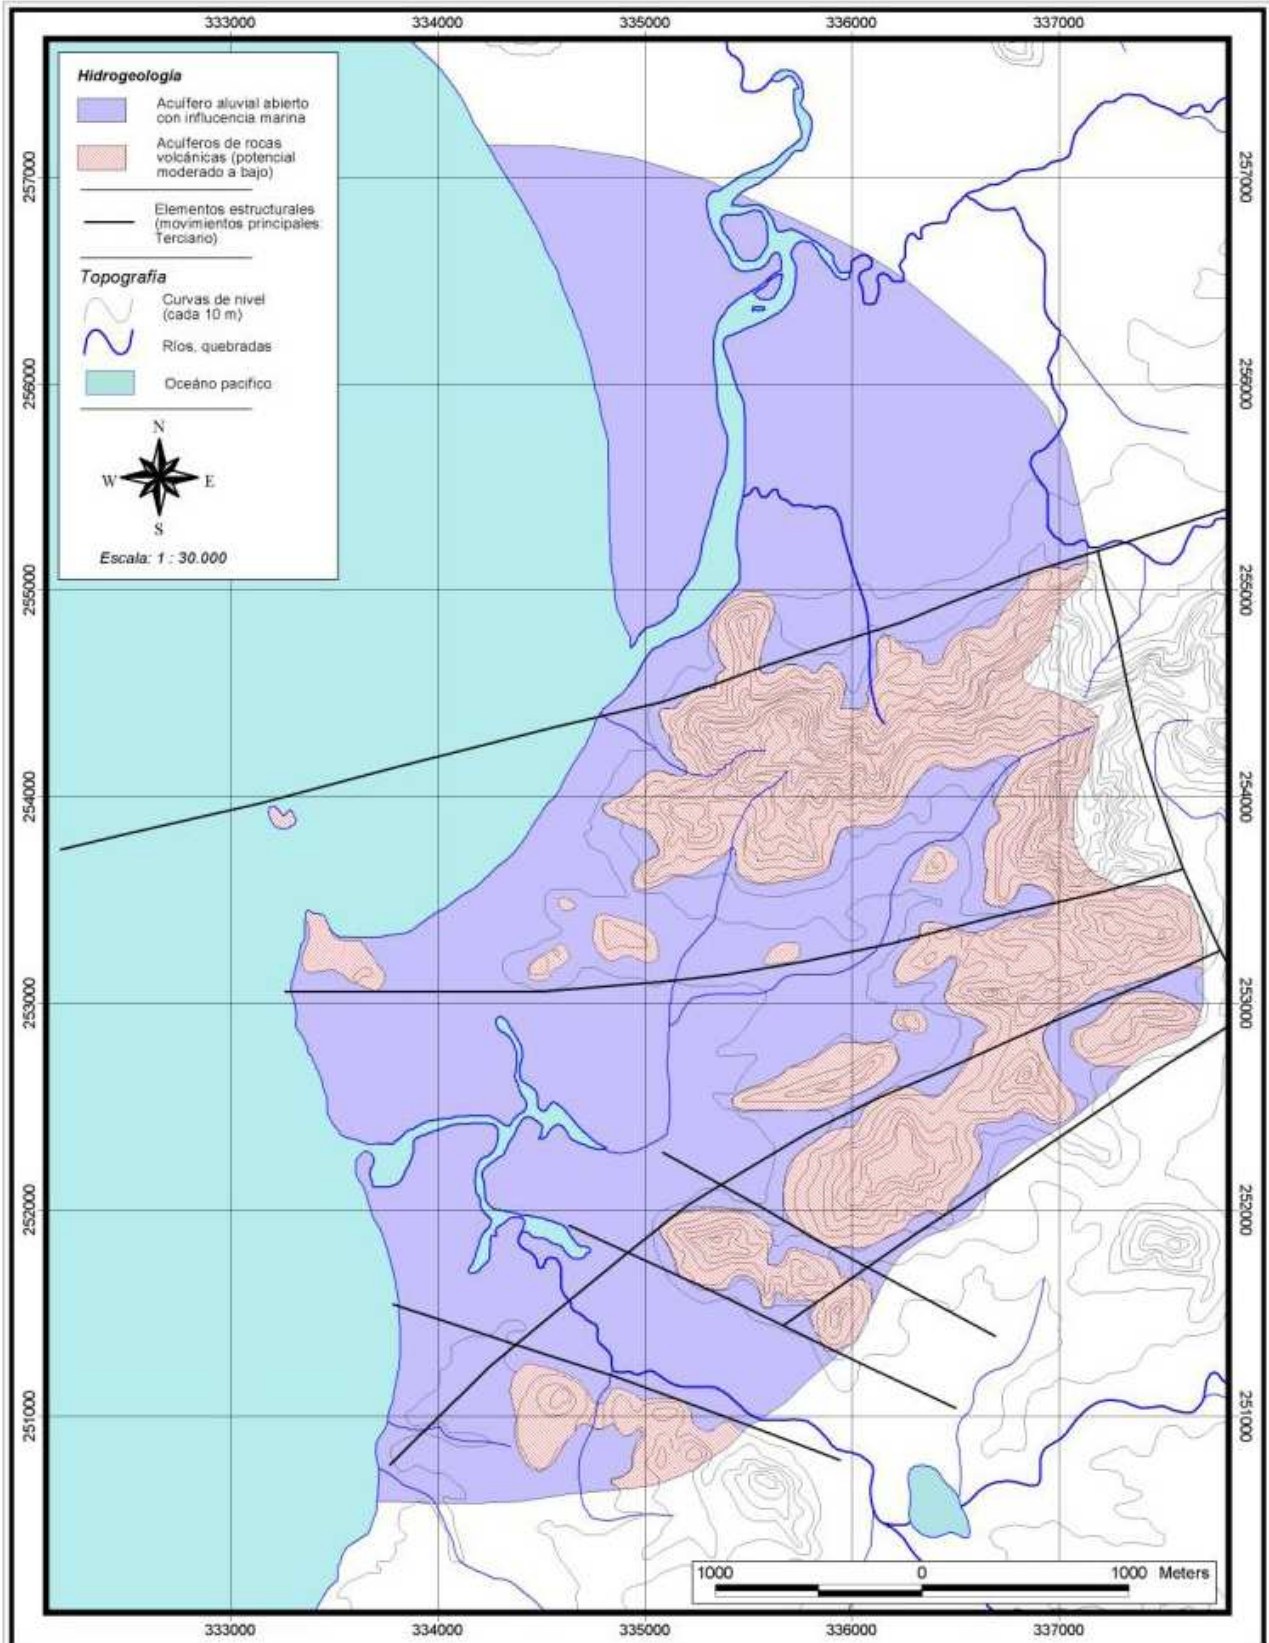 333000 334000 335000 336000 337000
Hidrogeología
Acuífero aluvial abierto
con influcencia marina
Acuíferos de rocas
volcánicas (potencial
moderado a bajo)
Elementos estructurales
(movimientos principales:
Terciario)
Topografía
Curvas de nivel
(cada 10 m)
Ríos, quebradas
Oceáno pacifico
N
W E
S
Escala: 1 : 30.000
257000 257000
256000 256000
255000 255000
254000 254000
253000 253000
252000 252000
251000 251000
1000 0 1000 Meters
333000 334000 335000 336000 337000